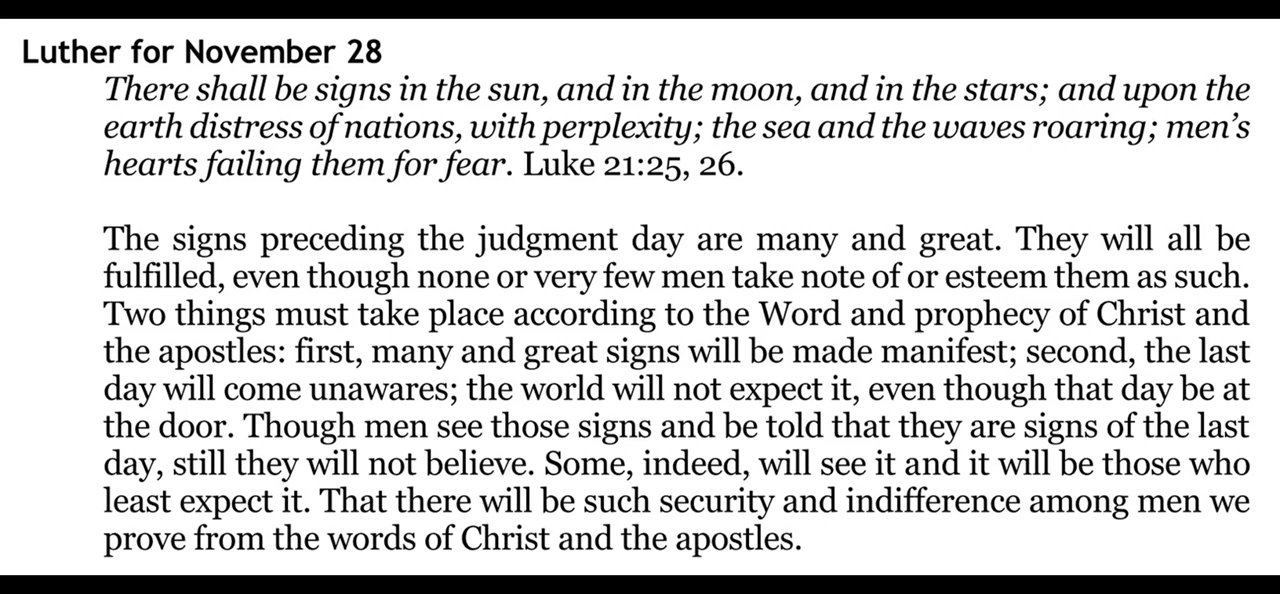 Luther for November 28
There shall be signs in the sun, and in the moon, and in the stars; and upon the
earth distress of nations, with perplexity; the sea and the waves roaring; men's
hearts failing them for fear. Luke 21:25, 26.
The signs preceding the judgment day are many and great. They will all be
fulfilled, even though none or very few men take note of or esteem them as such.
Two things must take place according to the Word and prophecy of Christ and
the apostles: first, many and great signs will be made manifest; second, the last
day will come unawares; the world will not expect it, even though that day be at
the door. Though men see those signs and be told that they are signs of the last
day, still they will not believe. Some, indeed, will see it and it will be those who
least expect it. That there will be such security and indifference among men we
prove from the words of Christ and the apostles.